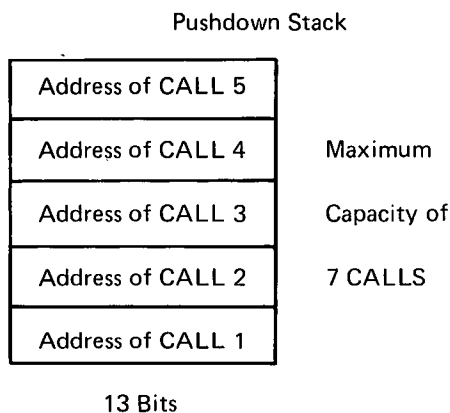 Pushdown Stack
Address of CALL 5
Address of CALL 4
Maximum
Address of CALL 3
Capacity of
Address of CALL 2
7 CALLS
Address of CALL 1
13 Bits